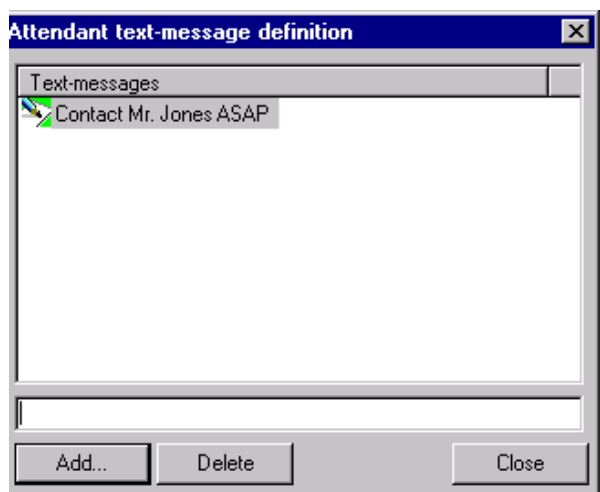 Attendant text-message definition
Text-messages
Contact Mr. Jones ASAP
Add... Delete Close